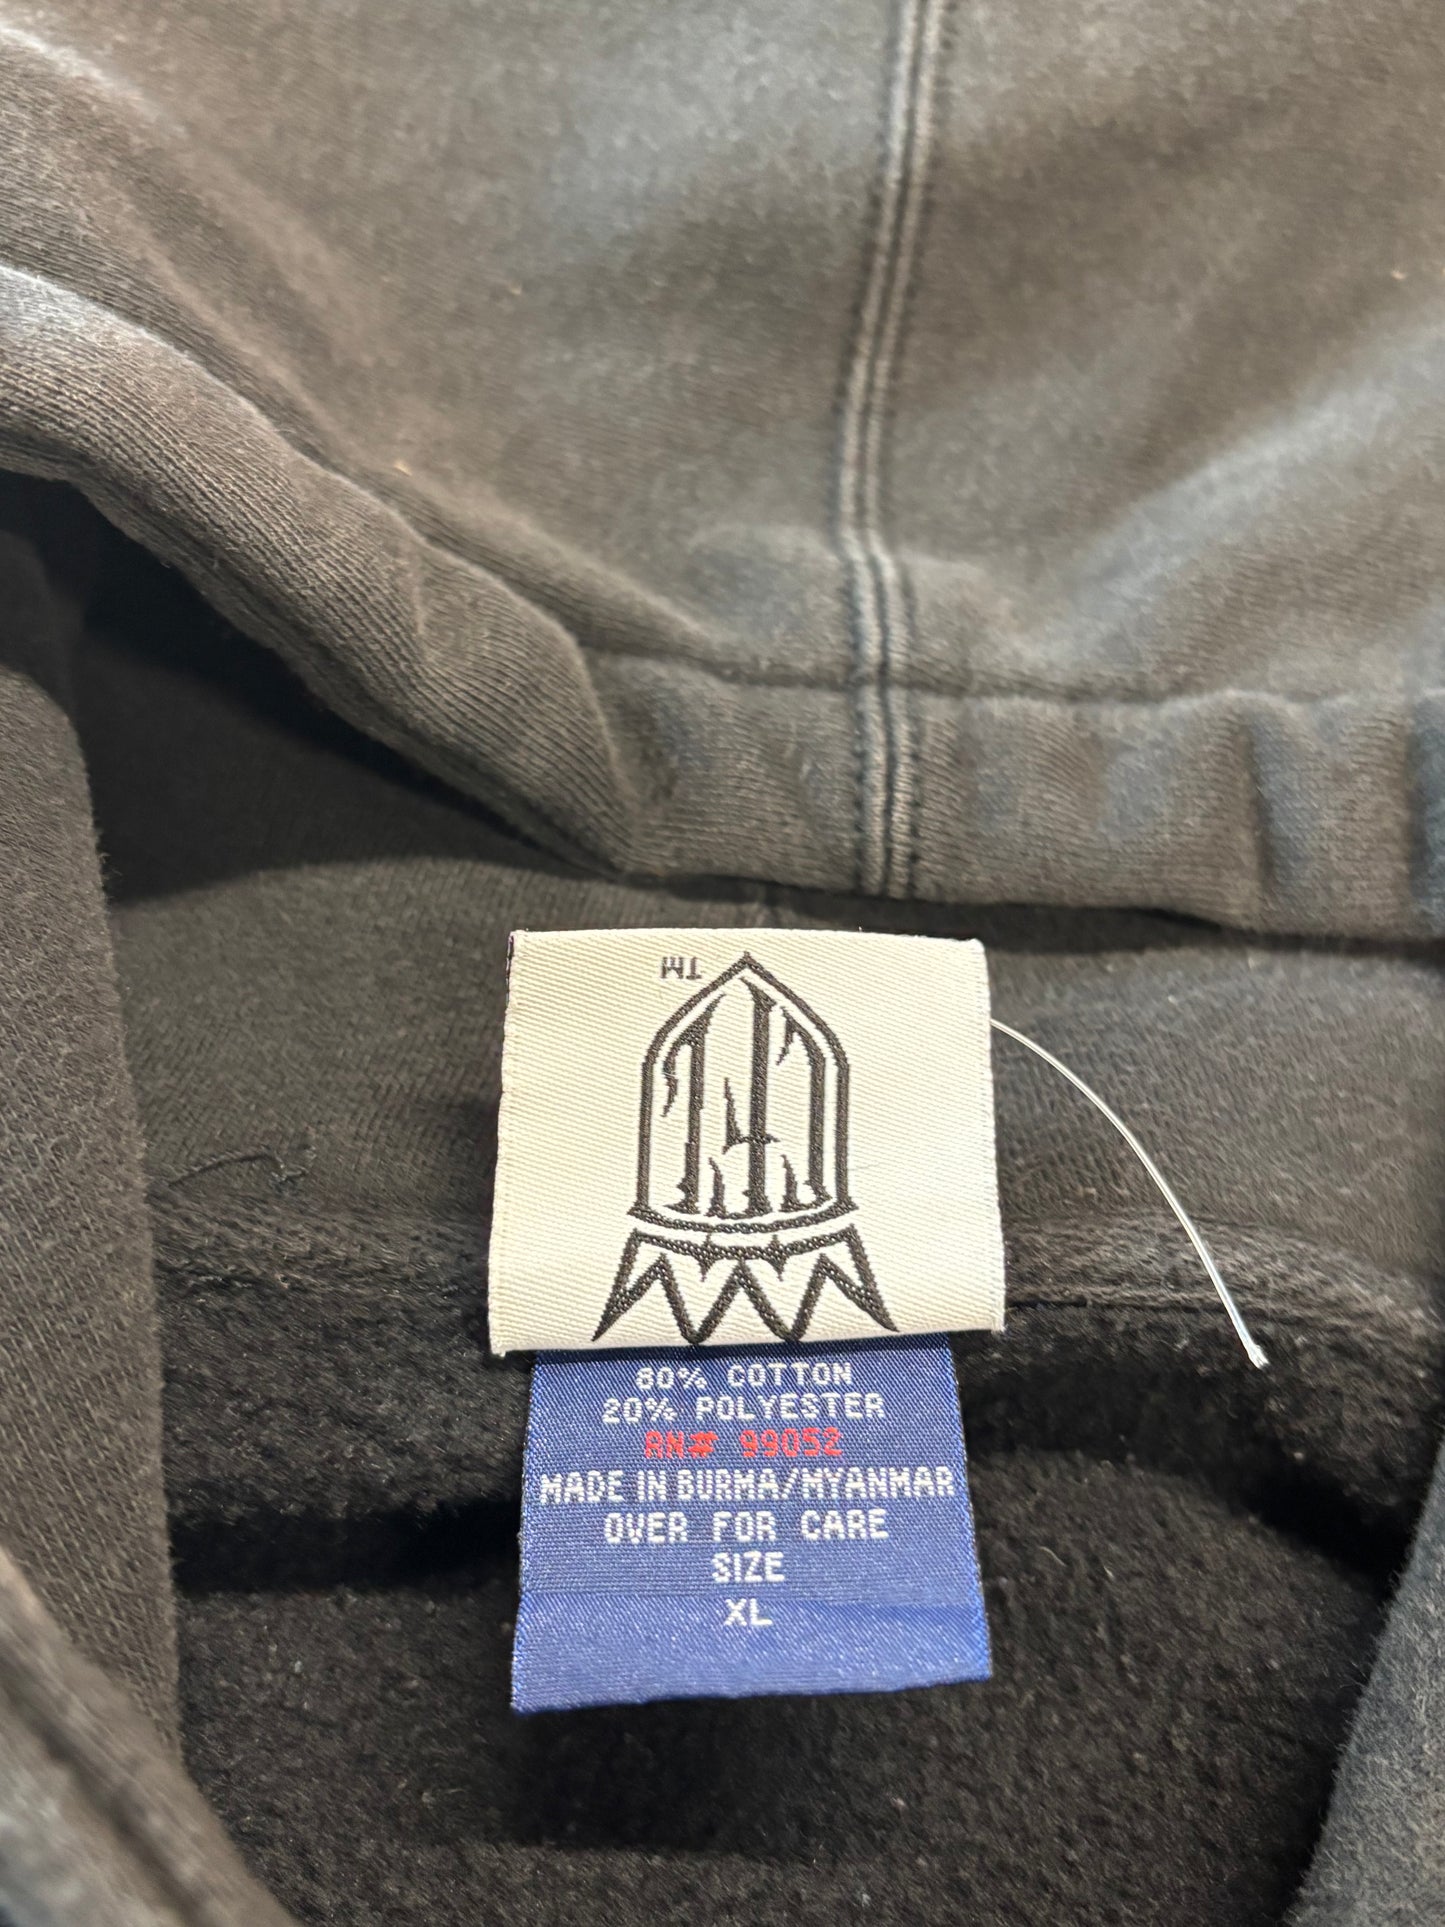 TM
80% COTTON
20% POLYESTER
RN# 99052
MADE IN BURMA/MYANMAR
OVER FOR CARE
SIZE
XL